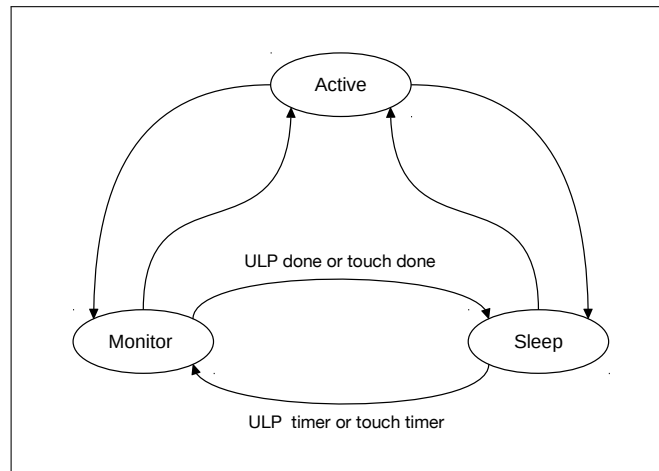 Active
ULP done or touch done
Monitor
Sleep
ULP timer or touch timer